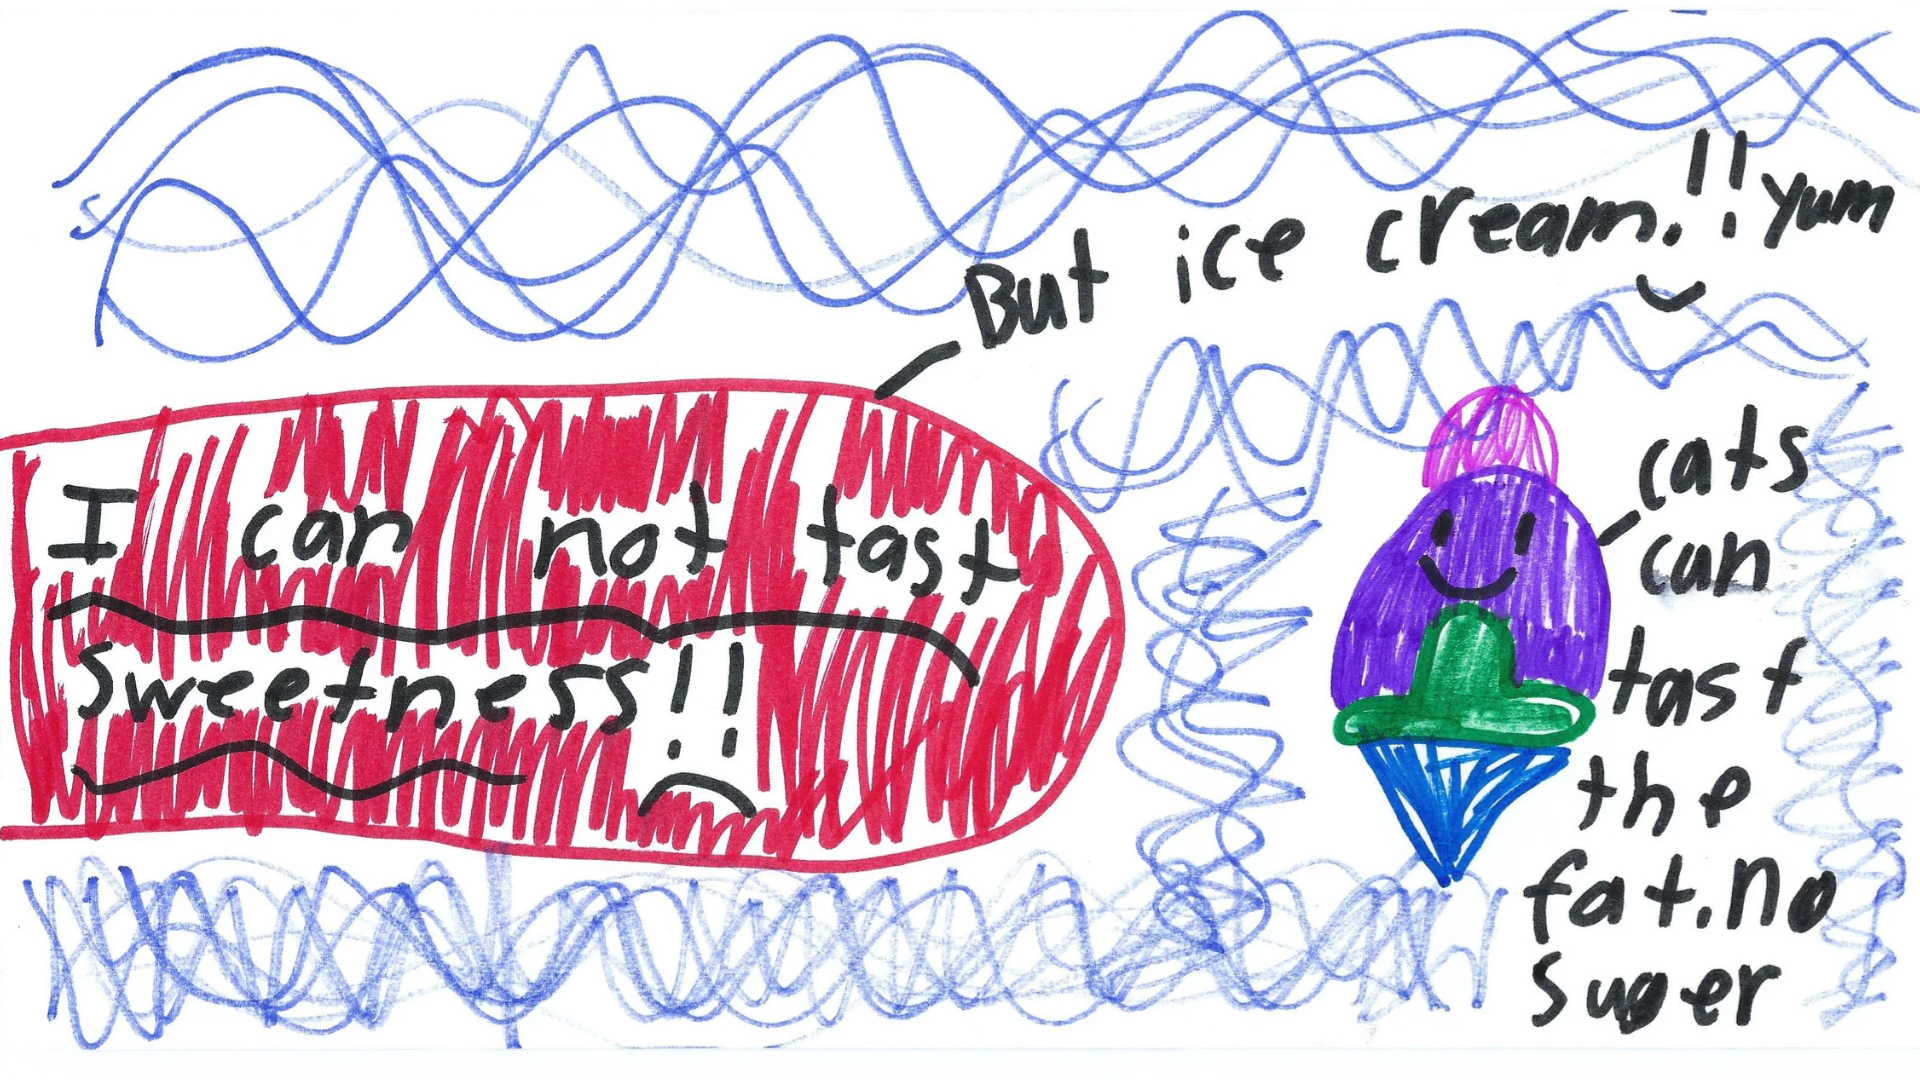 But ice cream.!! yum
I can not tast
sweetness!!
cats
can
tast
the
fat. no
suger